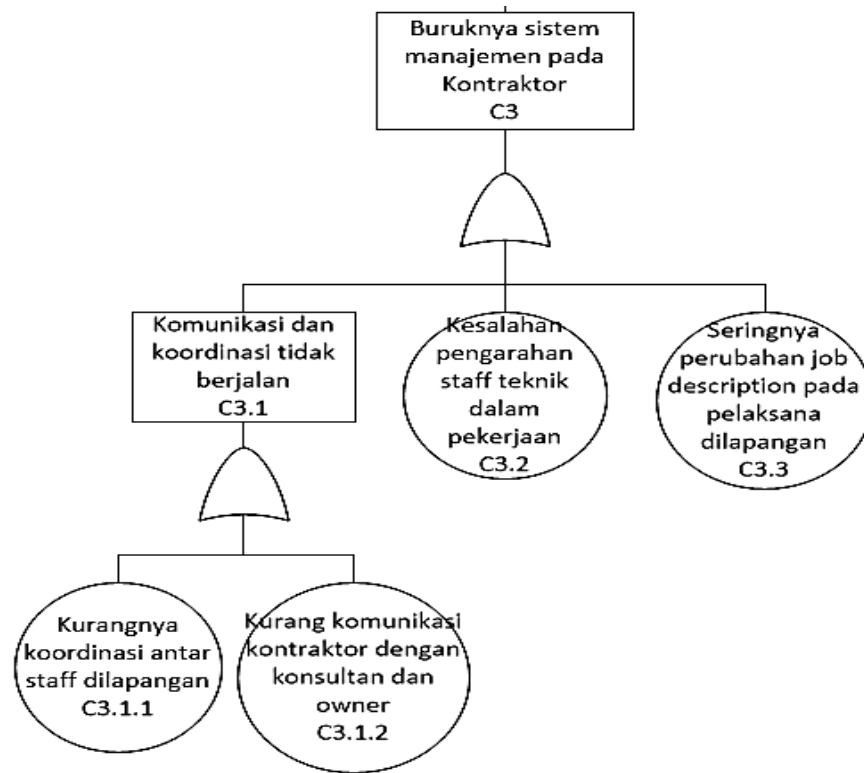 Buruknya sistem
manajemen pada
Kontraktor
C3
Komunikasi dan
koordinasi tidak
berjalan
C3.1
Kesalahan
pengarahan
staff teknik
dalam
pekerjaan
C3.2
Seringnya
perubahan job
description pada
pelaksana
dilapangan
C3.3
Kurangnya
koordinasi antar
staff dilapangan
C3.1.1
Kurang komunikasi
kontraktor dengan
konsultan dan
owner
C3.1.2